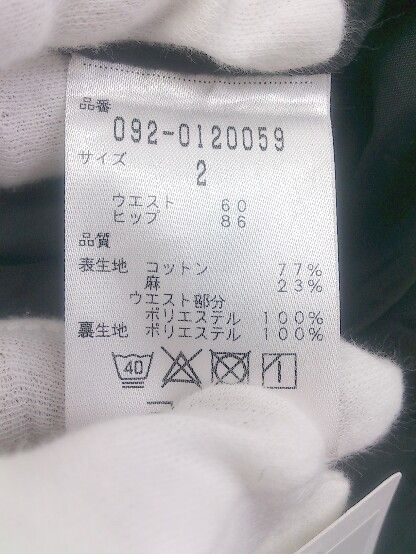 品番
092-0120059
サイズ
2
ウエスト 60
ヒップ 86
品質
表生地 コットン 77%
麻 23%
ウエスト部分
ポリエステル 100%
裏生地 ポリエステル 100%
40